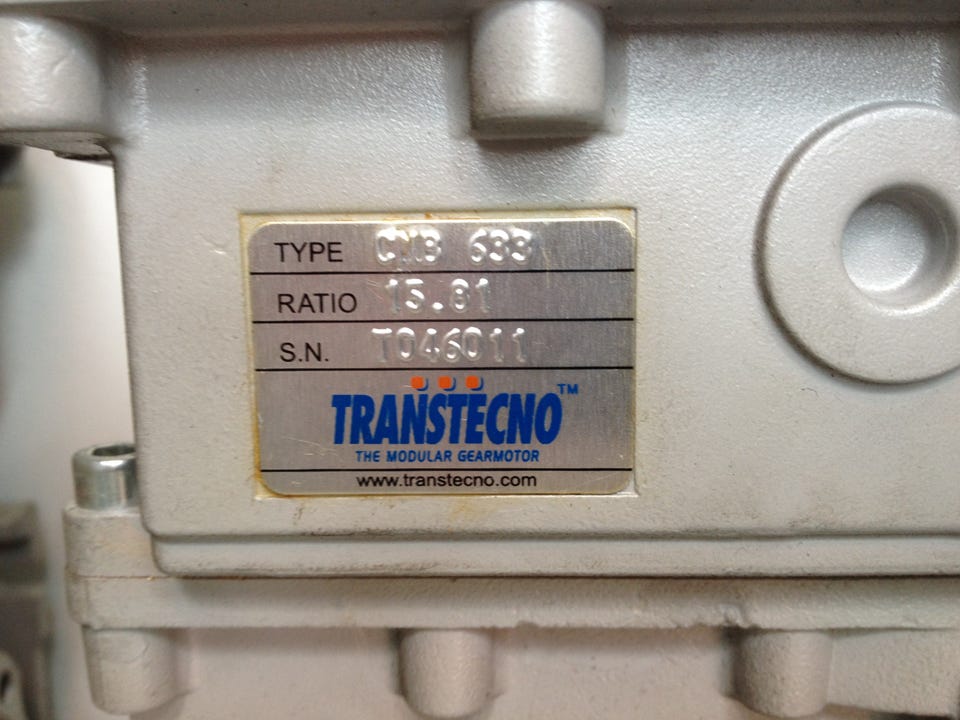 TYPE CMB 633
RATIO 15.81
S.N. T046011
TRANSTECNO™
THE MODULAR GEARMOTOR
www.transtecno.com